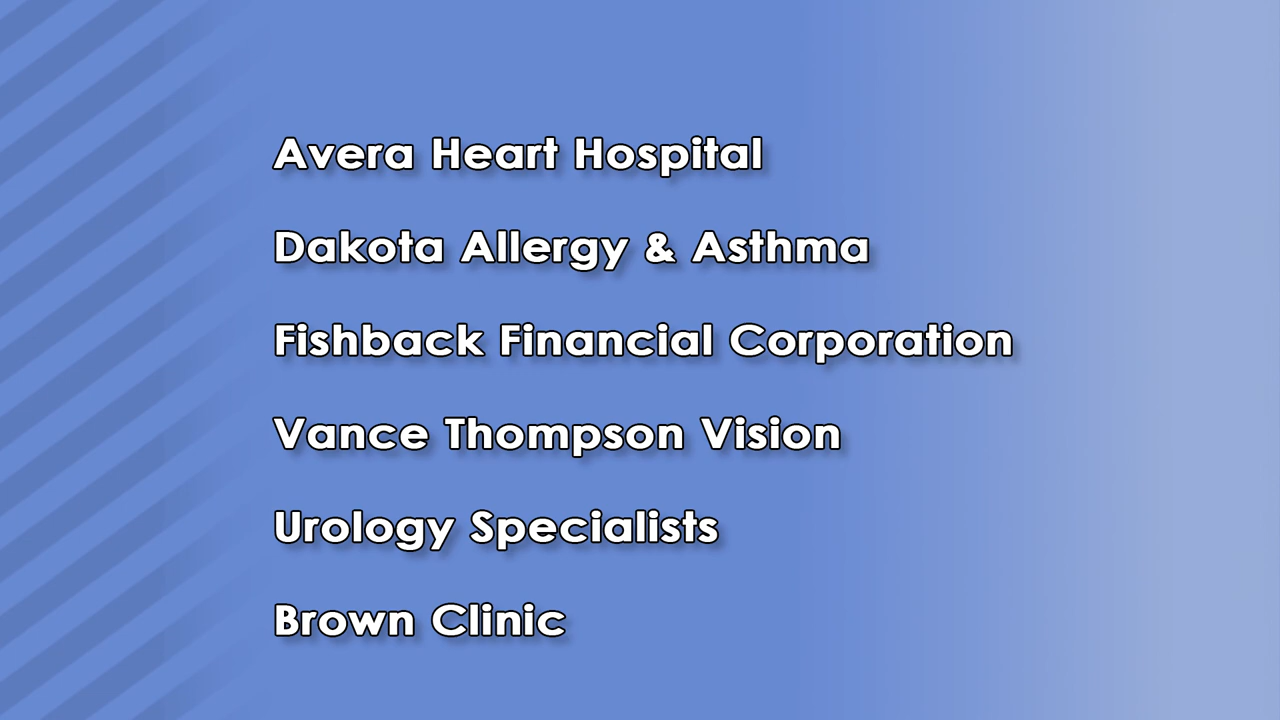 Avera Heart Hospital
Dakota Allergy & Asthma
Fishback Financial Corporation
Vance Thompson Vision
Urology Specialists
Brown Clinic